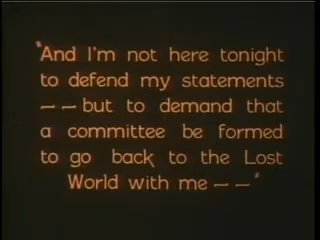 "And I'm not here tonight
to defend my statements
— — but to demand that
a committee be formed
to go back to the Lost
World with me — —"